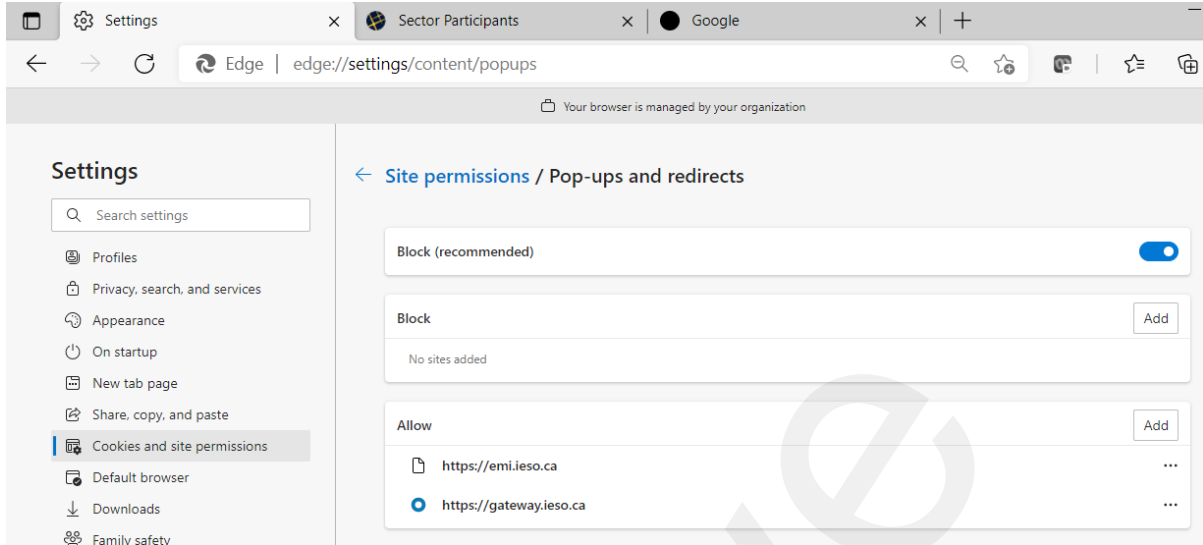 Settings
Sector Participants
Google
Edge | edge://settings/content/popups
Your browser is managed by your organization
Settings
Search settings
Profiles
Privacy, search, and services
Appearance
On startup
New tab page
Share, copy, and paste
Cookies and site permissions
Default browser
Downloads
Family safety
Site permissions / Pop-ups and redirects
Block (recommended)
Block
Add
No sites added
Allow
Add
https://emi.ieso.ca
https://gateway.ieso.ca